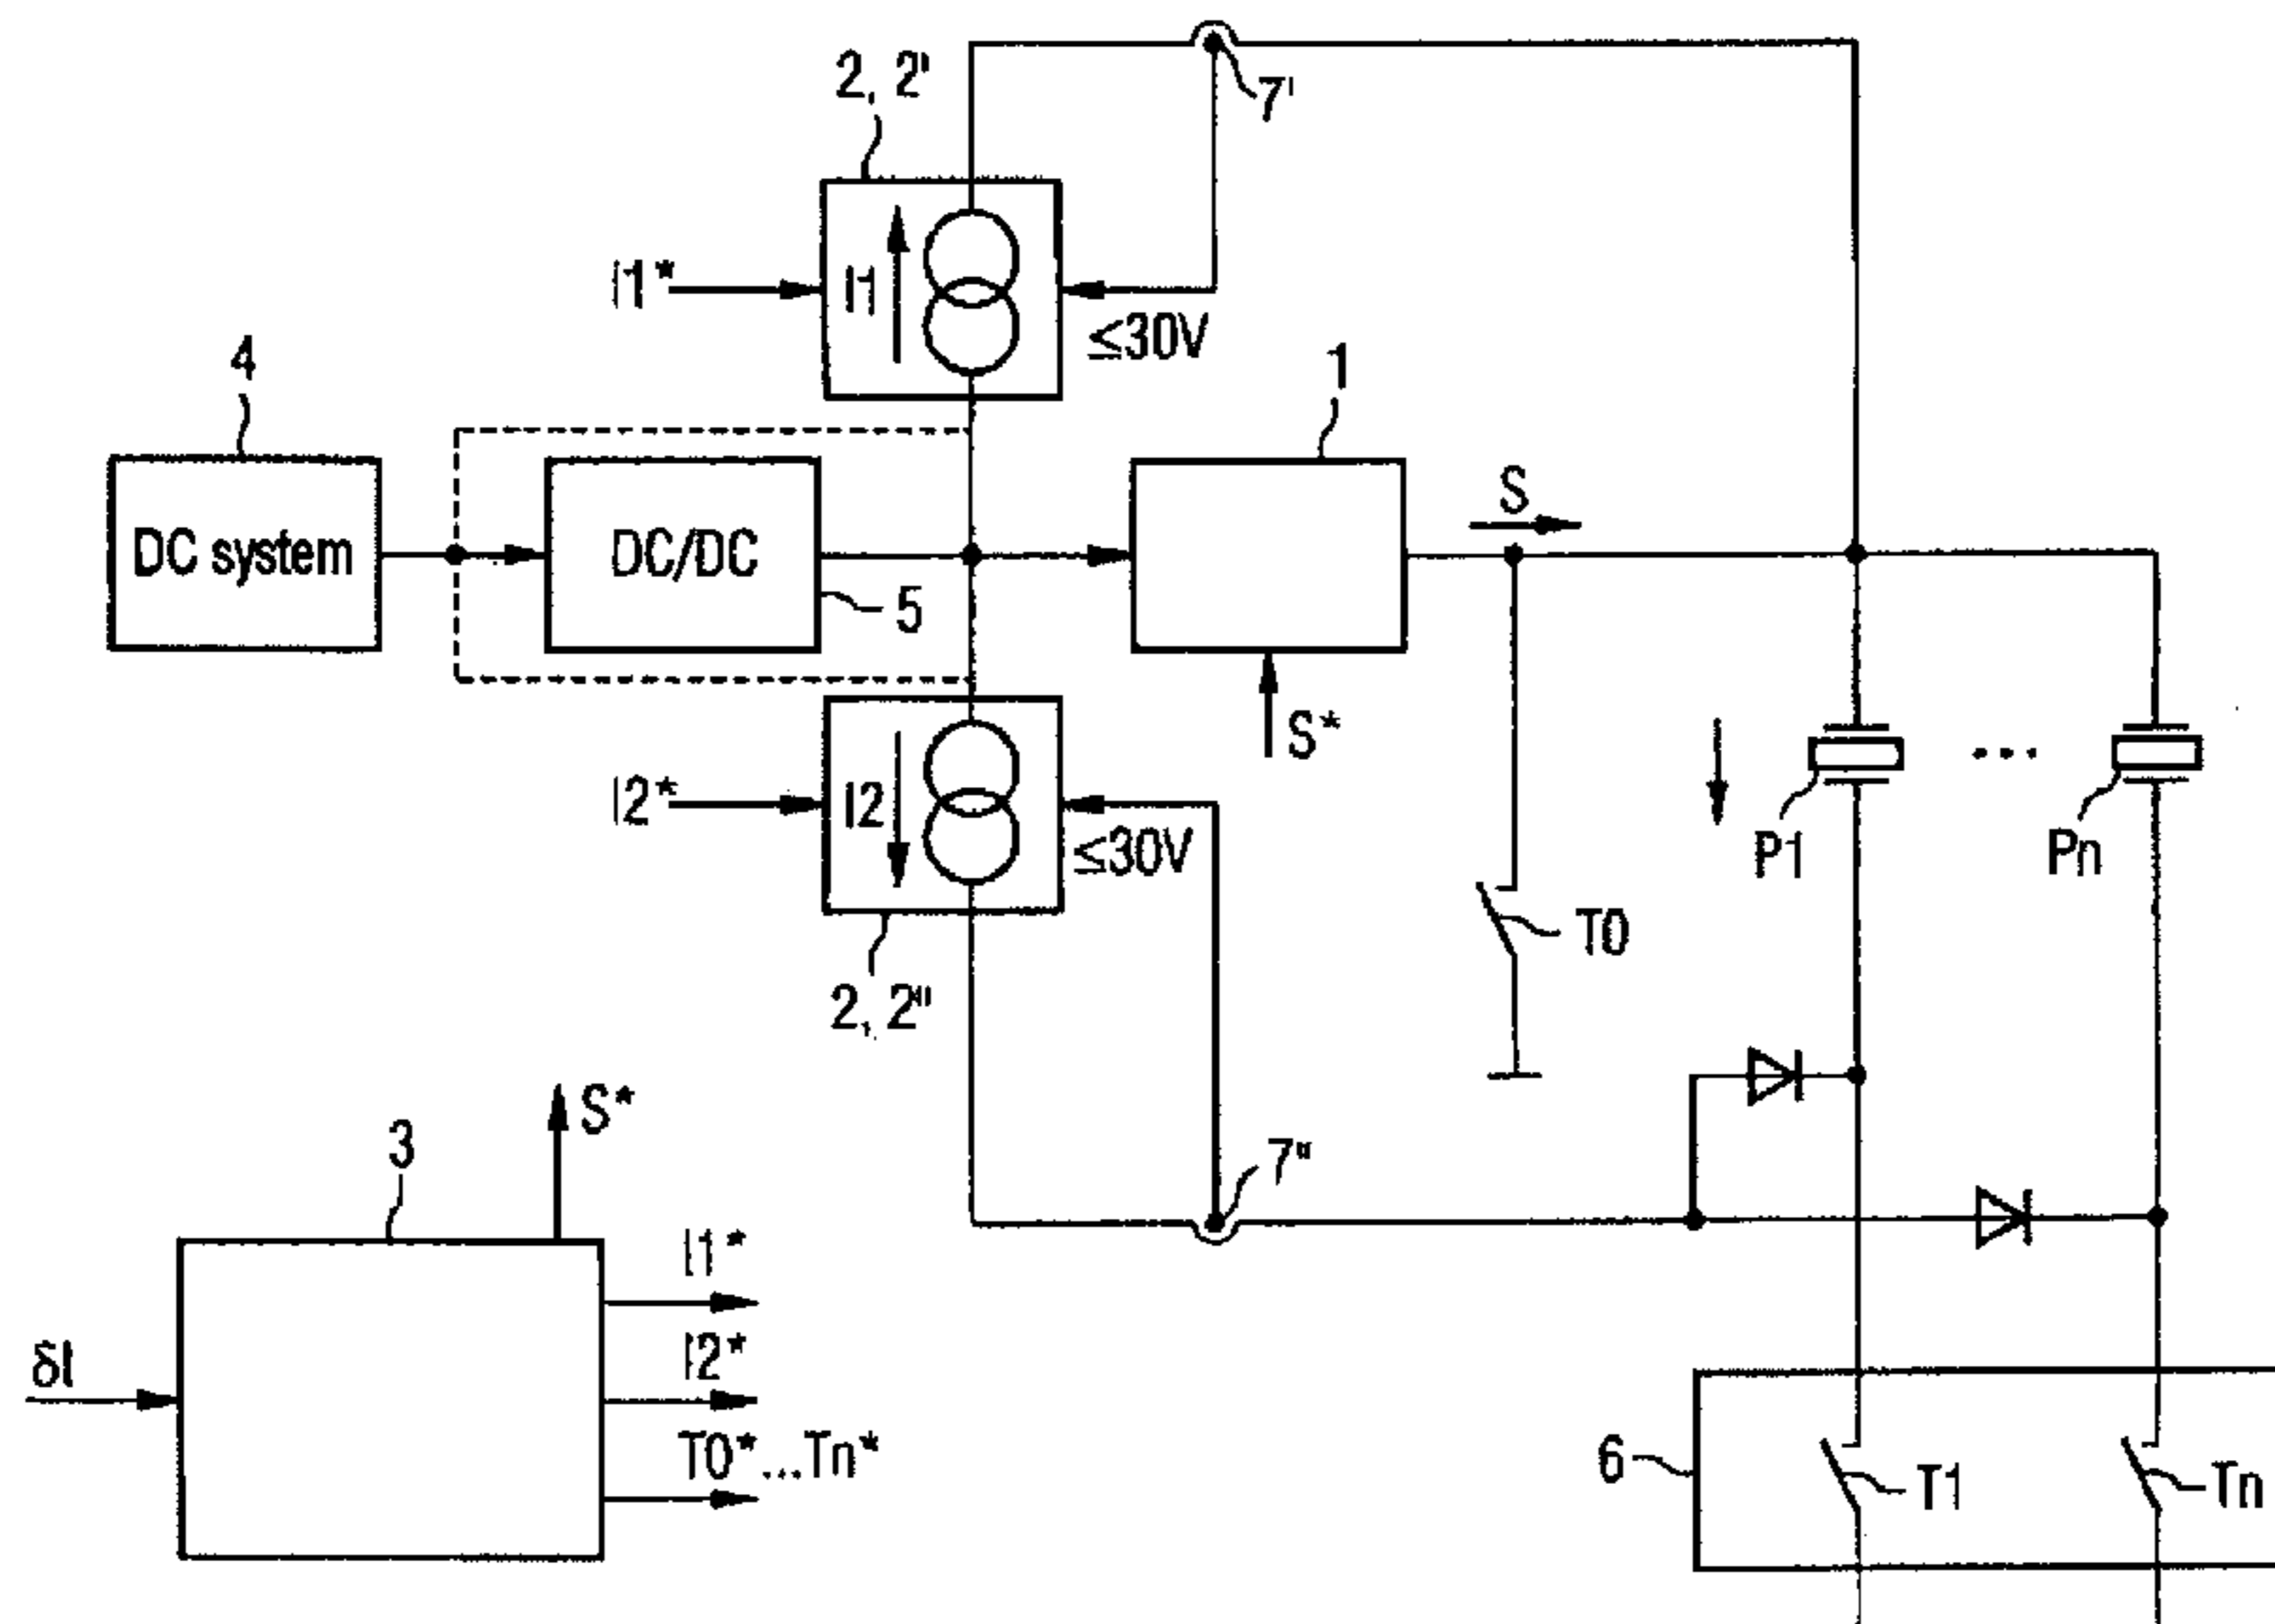 2, 2'
7'
I1*
I1
≤30V
4
1
DC system
DC/DC
5
S
S*
I2*
I2
≤30V
2, 2"
P1
...
Pn
T0
7"
3
S*
I1*
I2*
T0*...Tn*
δI
6
T1
Tn